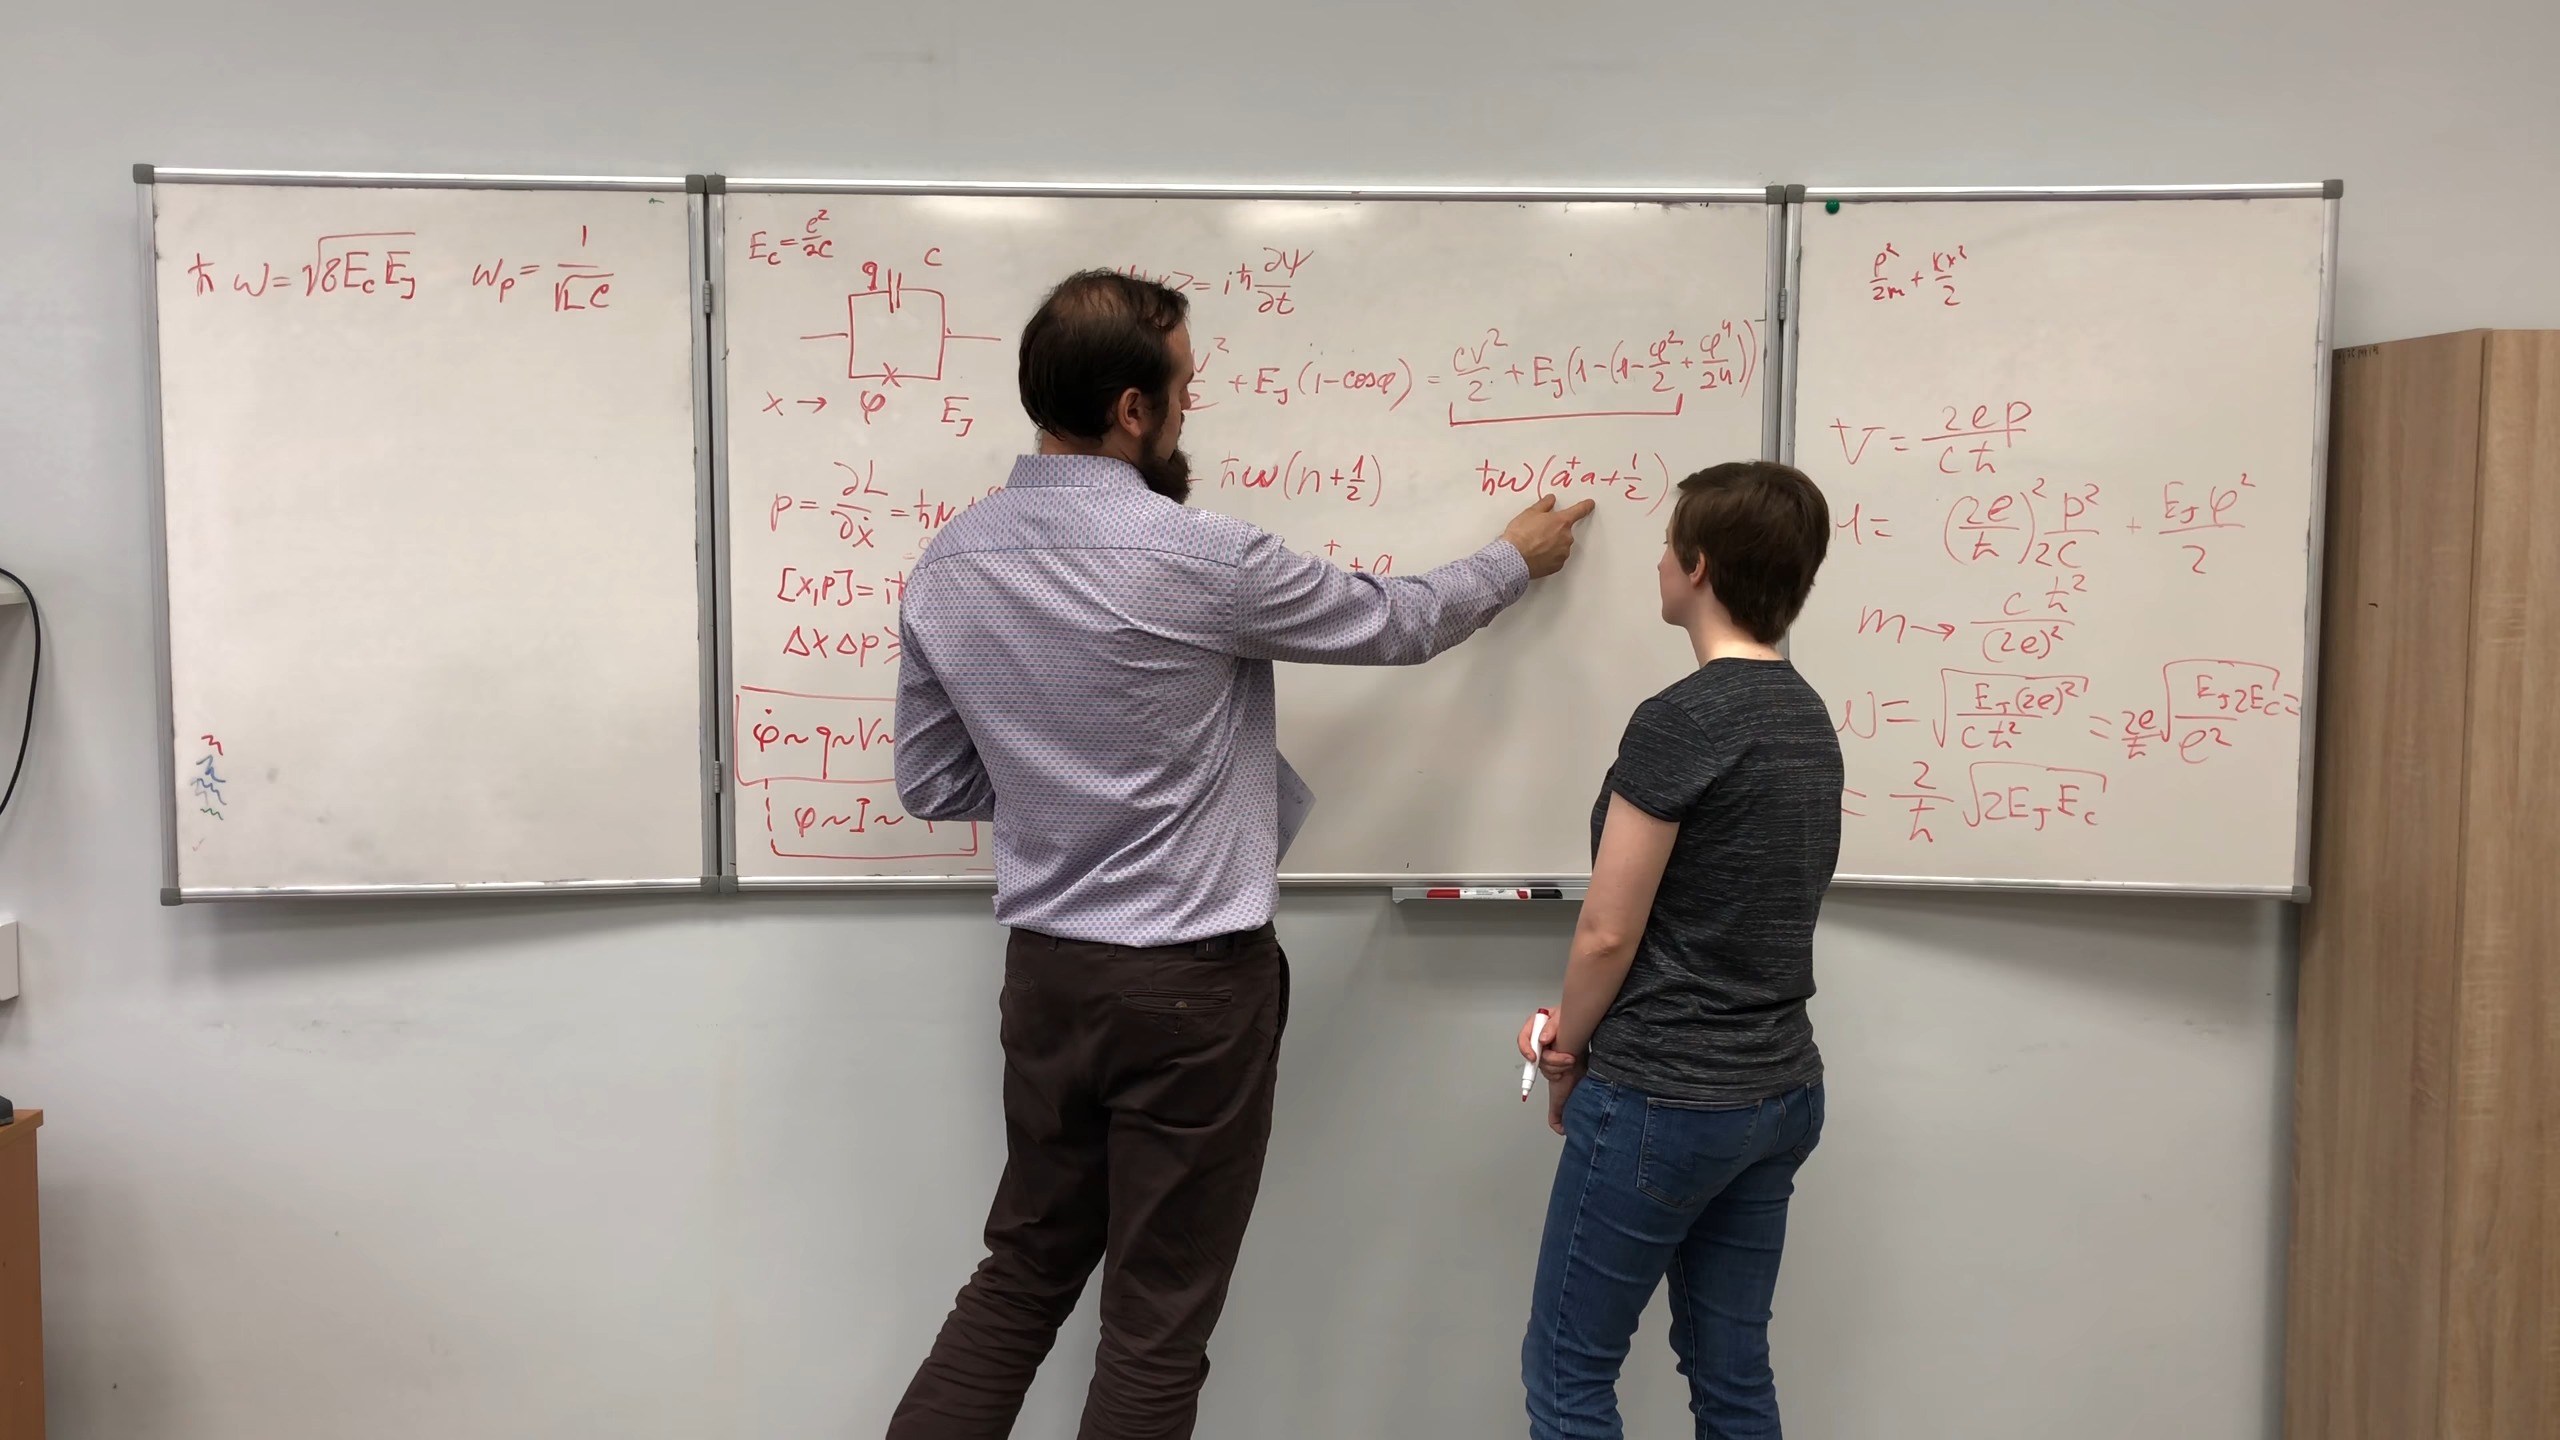 ħ ω = √8E_c E_J   ω_p = 1/√LC
E_c = e²/2C
q C
= iħ ∂Ψ/∂t
+ E_J (1-cosφ) = CV²/2 + E_J (1-(1-φ²/2+φ⁴/24))
x → φ E_J
ħω(n+1/2)   ħω(a⁺a+1/2)
p = ∂L/∂ẋ = ħ
+ a
[x,p] = i
Δx Δp ≥
φ̇ ~ q ~ V ~
φ ~ I ~
p²/2m + kx²/2
V = 2ep/Cħ
H = (2e/ħ)² p²/2C + E_J φ²/2
m → Cħ²/(2e)²
ω = √(E_J(2e)²/Cħ²) = 2e/ħ √(E_J 2E_C/e²) =
= 2/ħ √2E_J E_c